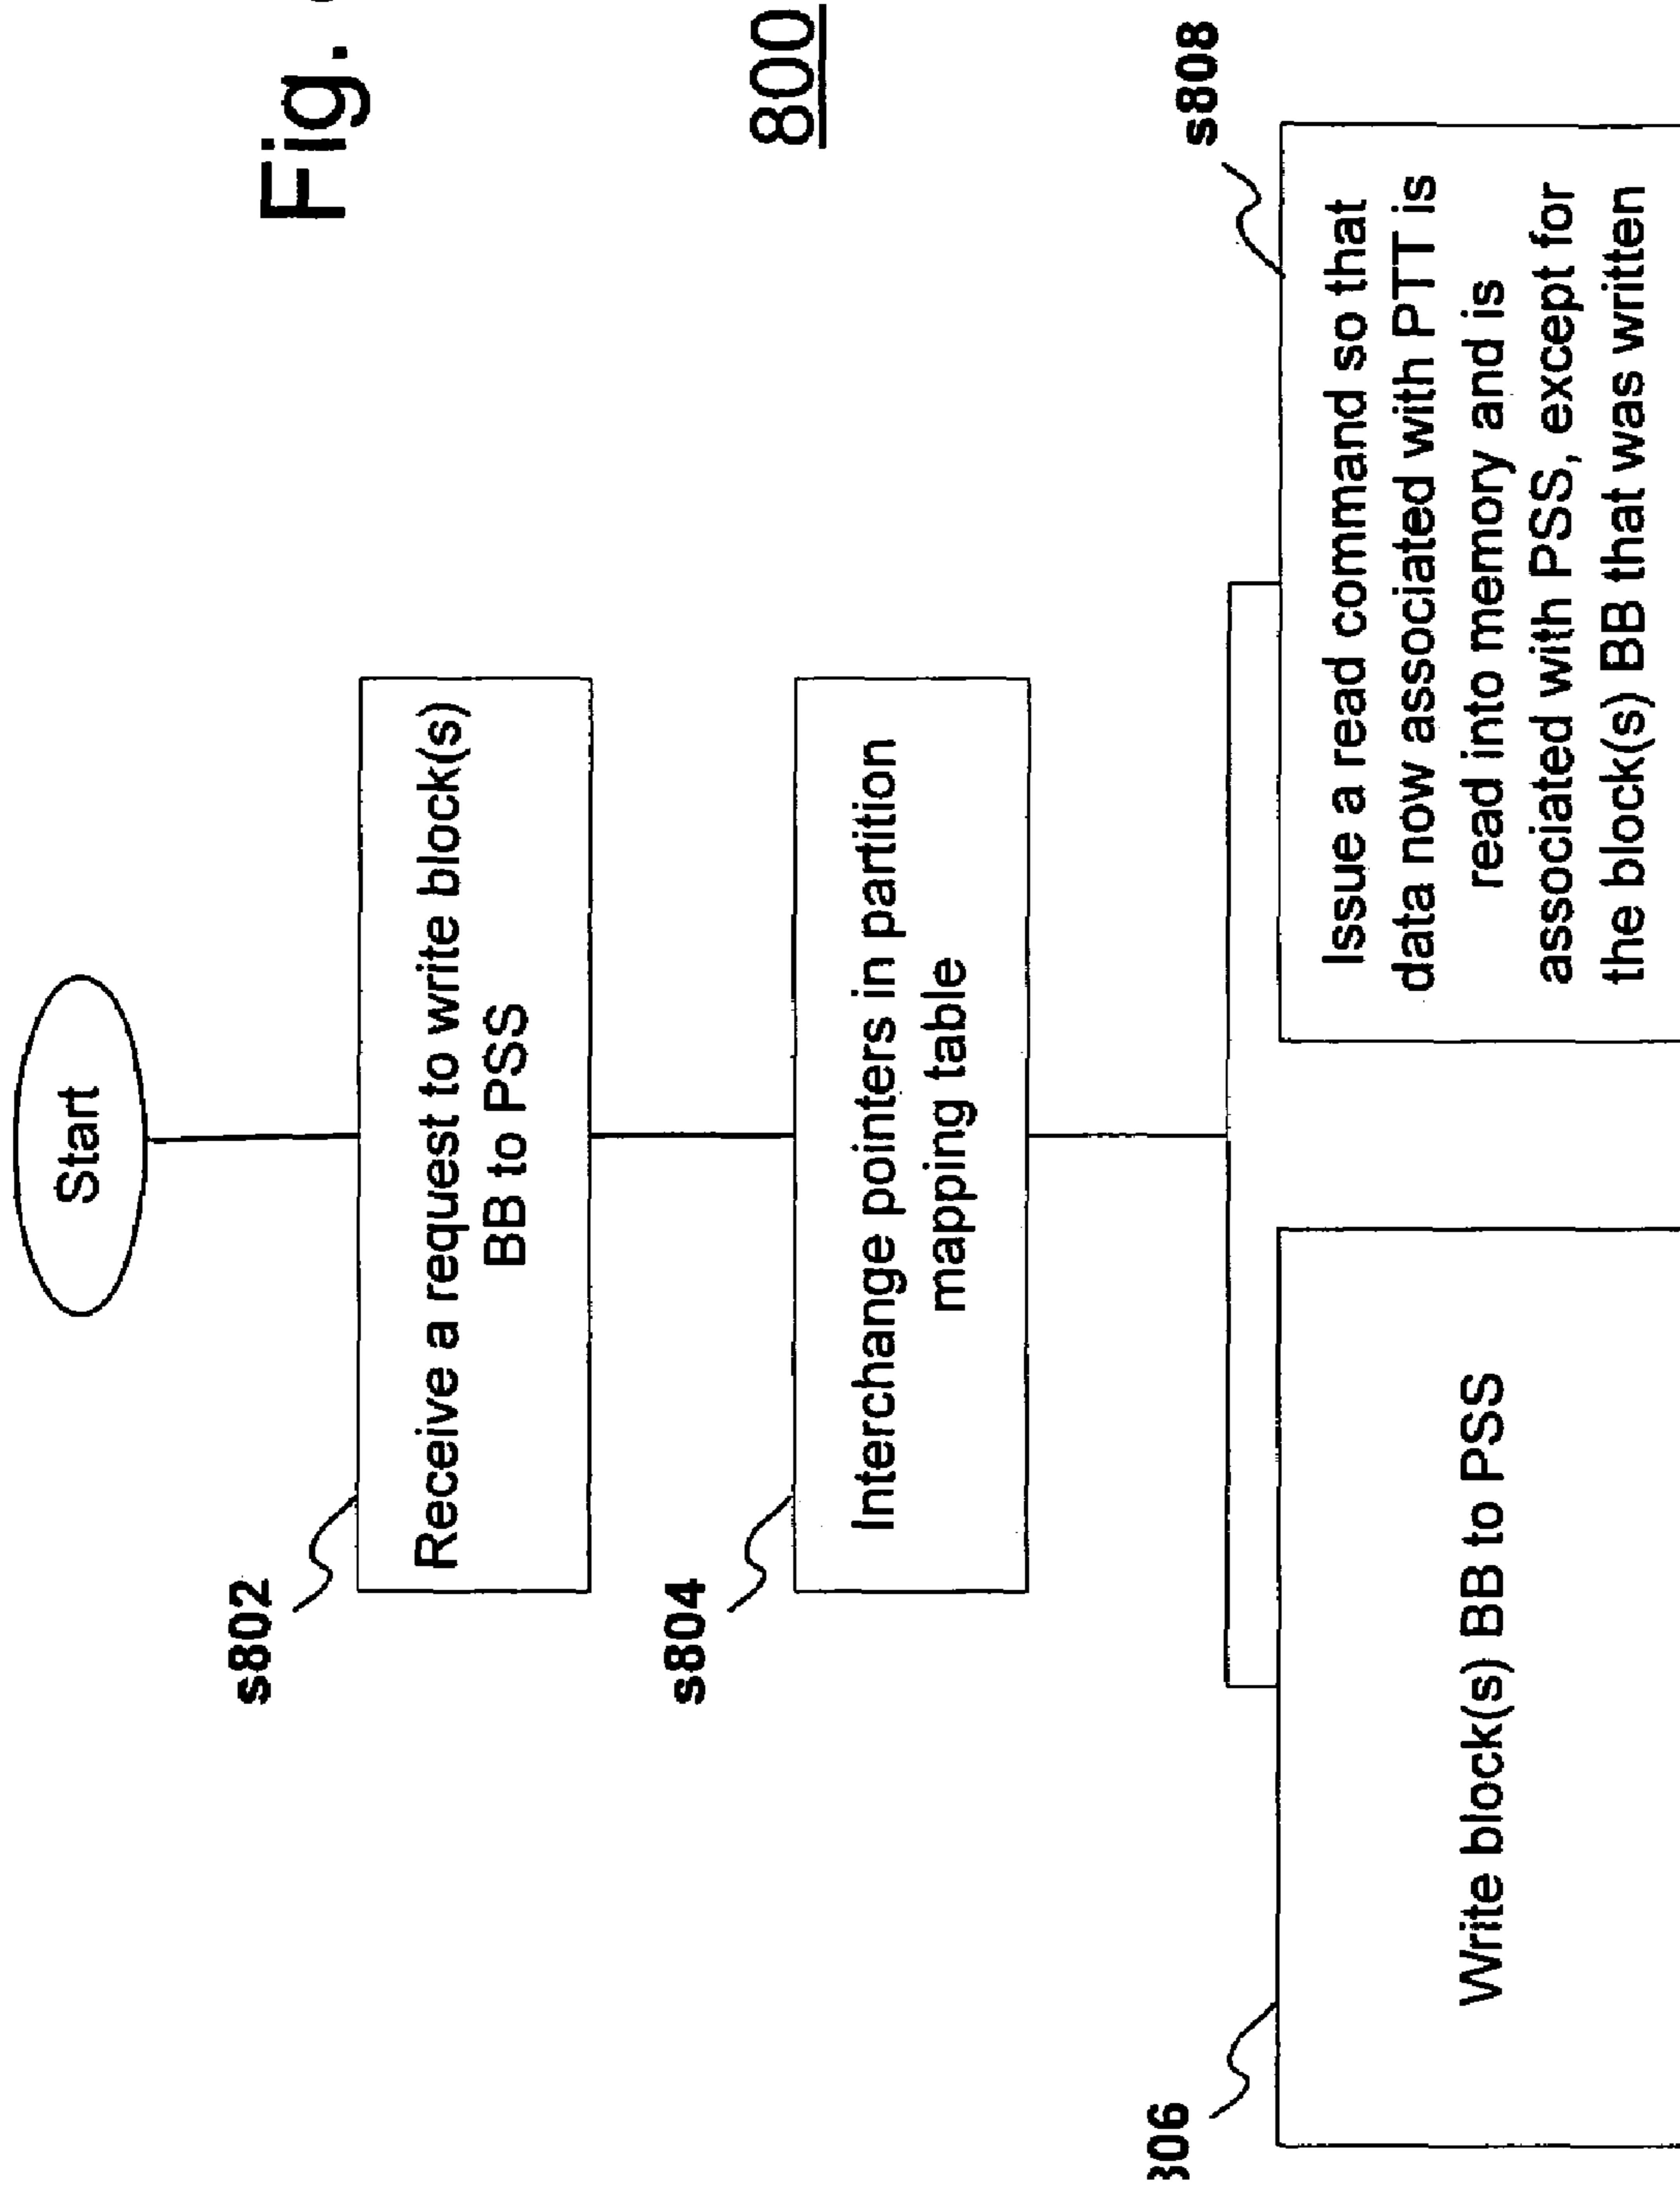 Fig.
800
Start
s802
Receive a request to write block(s)
BB to PSS
s804
Interchange pointers in partition
mapping table
806
Write block(s) BB to PSS
s808
Issue a read command so that
data now associated with PTT is
read into memory and is
associated with PSS, except for
the block(s) BB that was written